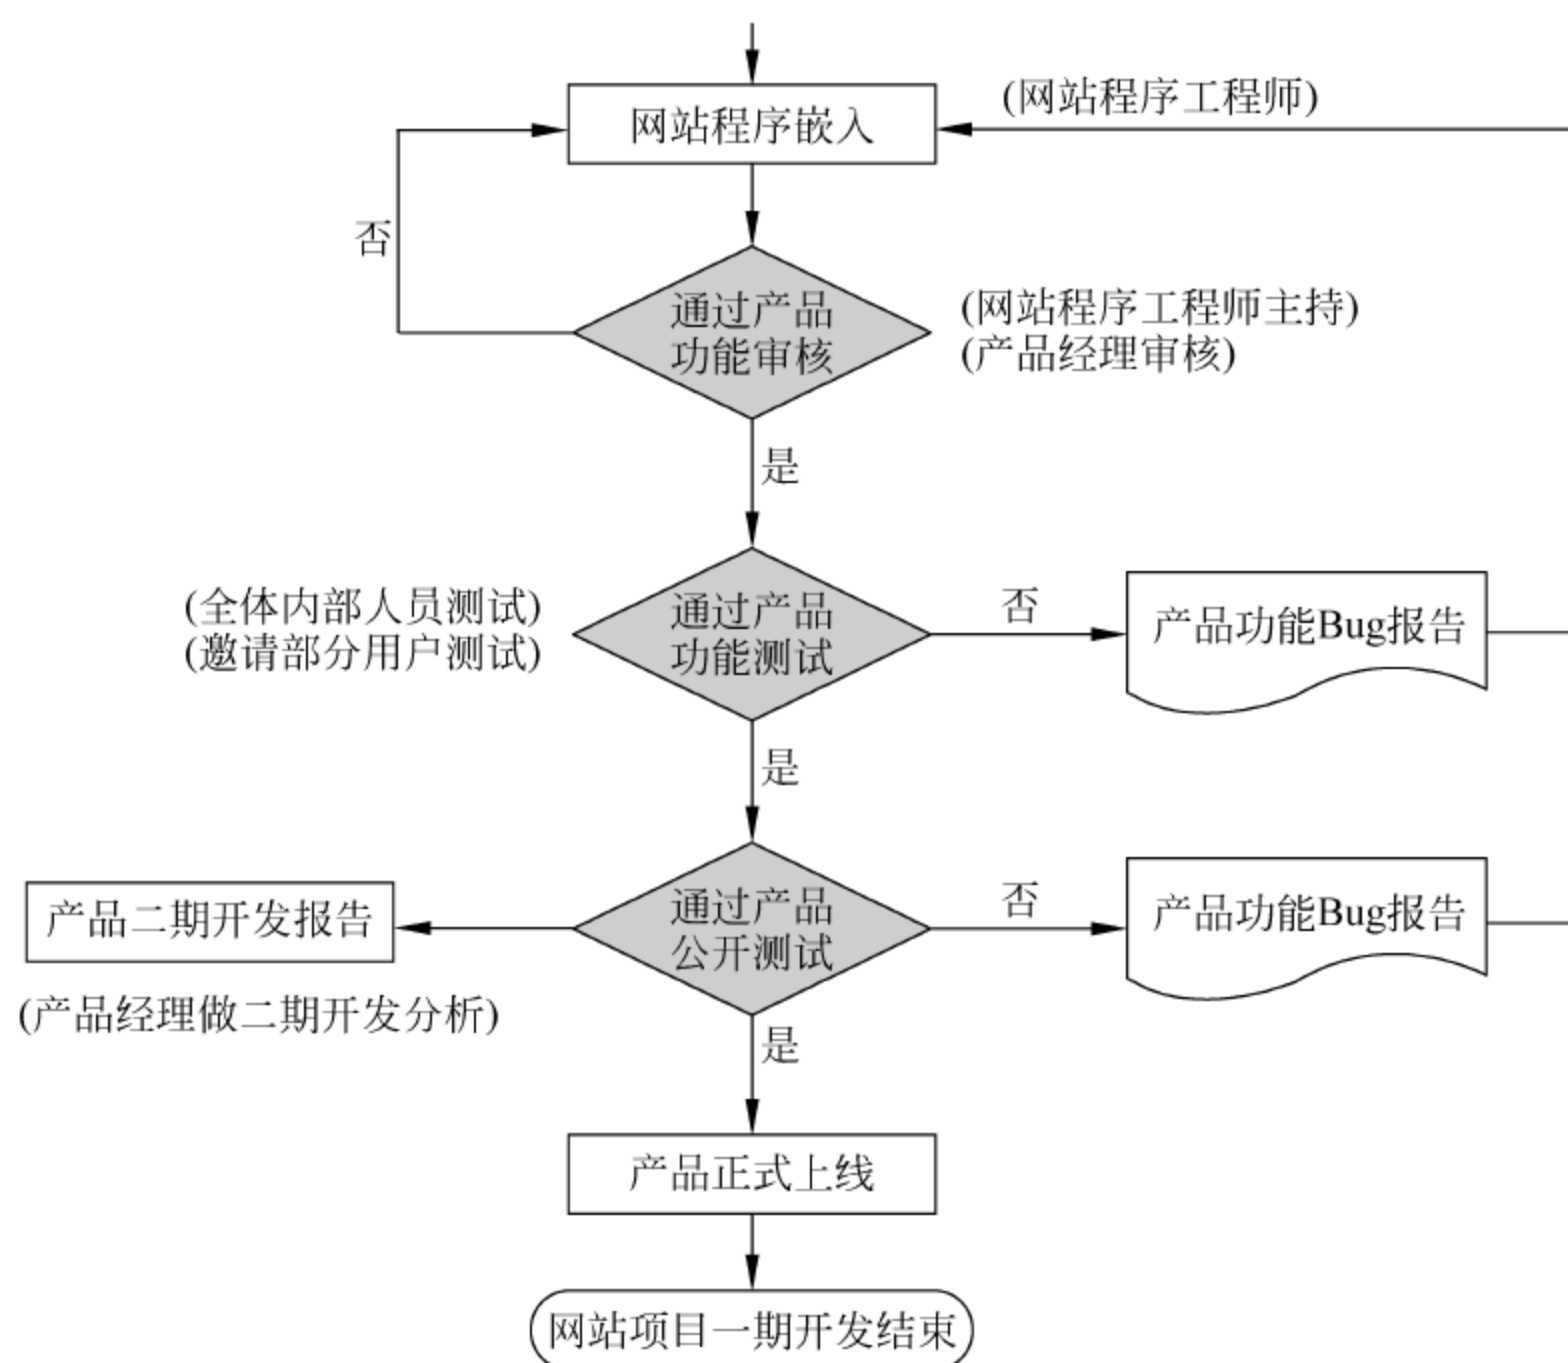 (网站程序工程师)
网站程序嵌入
否
通过产品
功能审核
(网站程序工程师主持)
(产品经理审核)
是
(全体内部人员测试)
(邀请部分用户测试)
通过产品
功能测试
否
产品功能Bug报告
是
产品二期开发报告
(产品经理做二期开发分析)
通过产品
公开测试
否
产品功能Bug报告
是
产品正式上线
网站项目一期开发结束